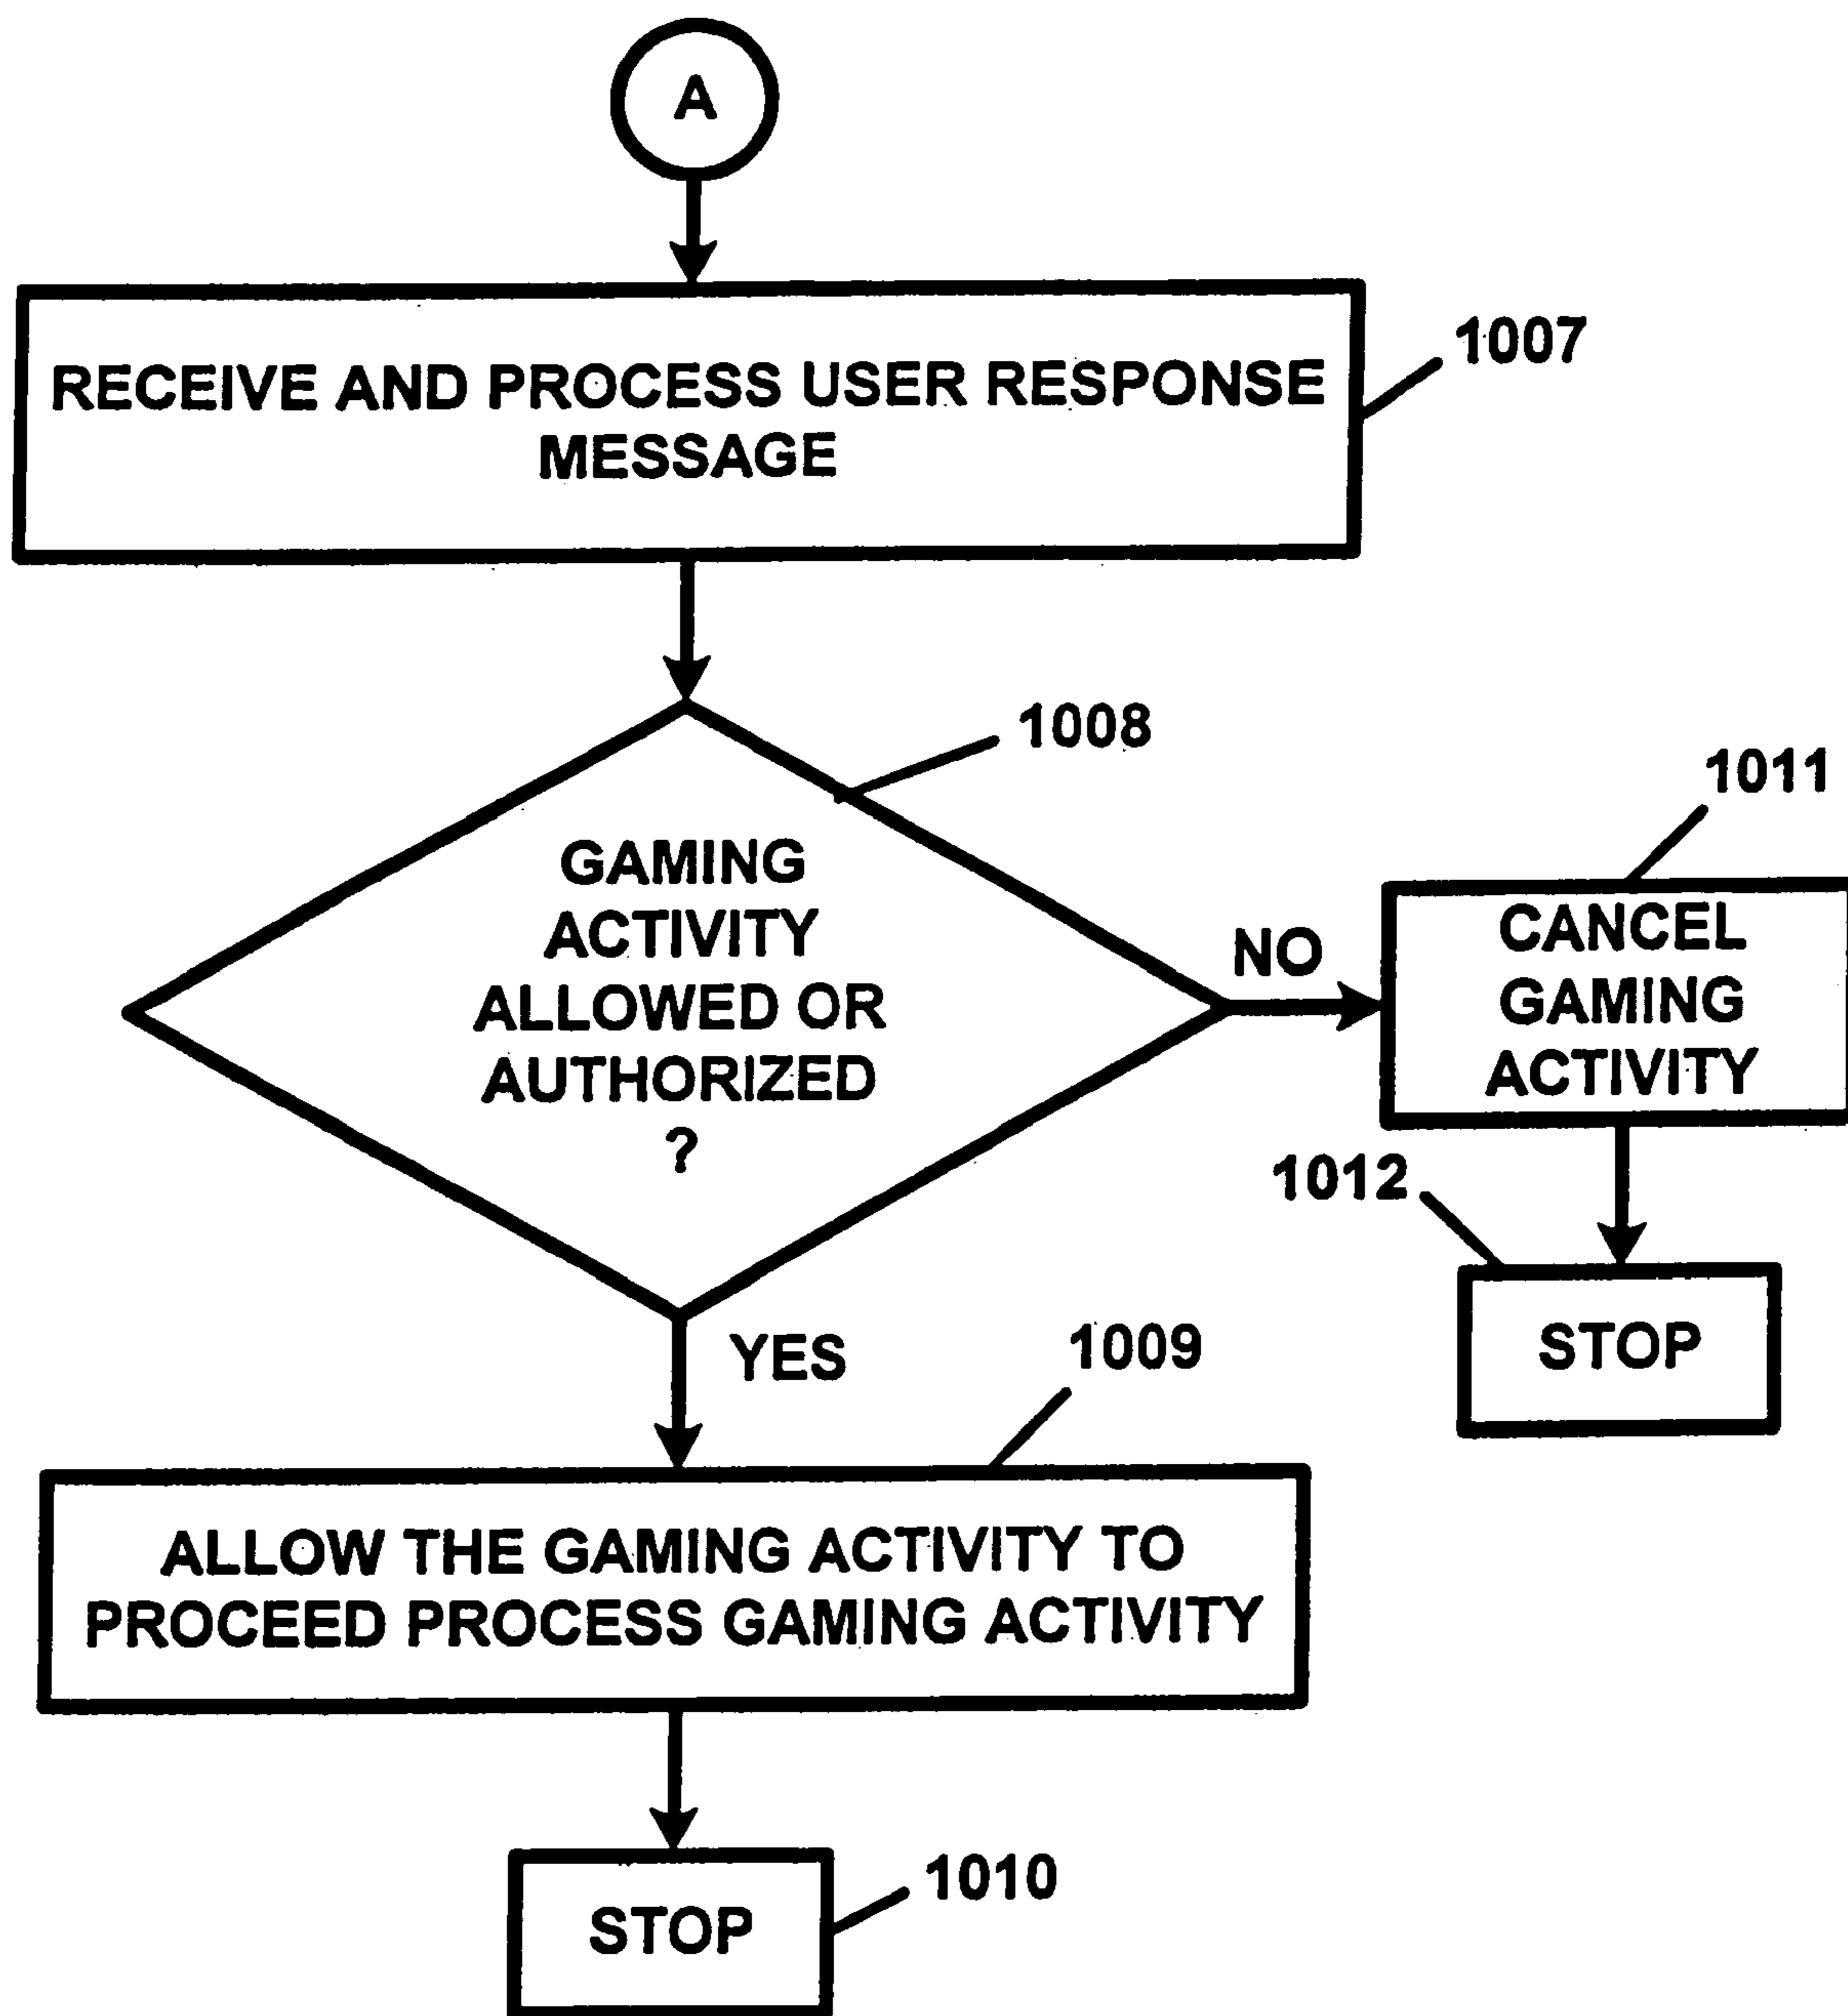 A
RECEIVE AND PROCESS USER RESPONSE
MESSAGE
1007
1008
GAMING
ACTIVITY
ALLOWED OR
AUTHORIZED
?
NO
1011
CANCEL
GAMING
ACTIVITY
1012
STOP
YES
1009
ALLOW THE GAMING ACTIVITY TO
PROCEED PROCESS GAMING ACTIVITY
STOP
1010